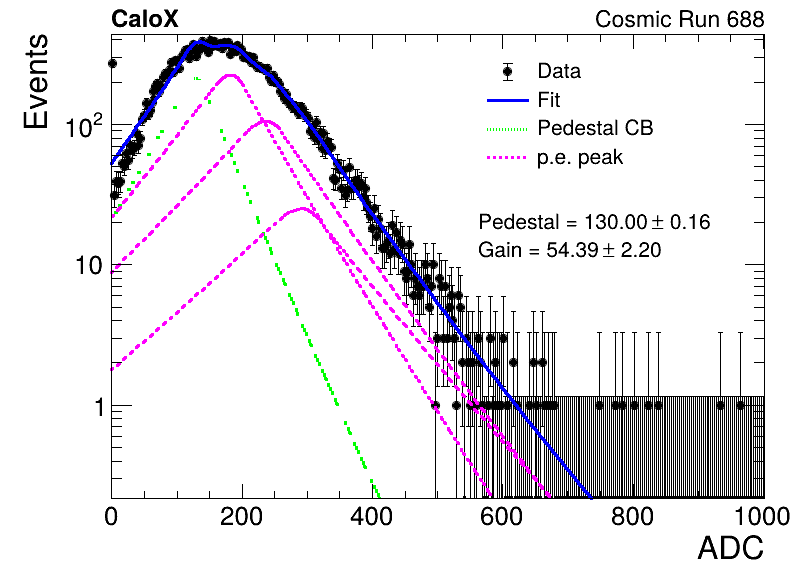 CaloX
Cosmic Run 688
Events
10²
10
1
Data
Fit
Pedestal CB
p.e. peak
Pedestal = 130.00 ± 0.16
Gain = 54.39 ± 2.20
0 200 400 600 800 1000
ADC